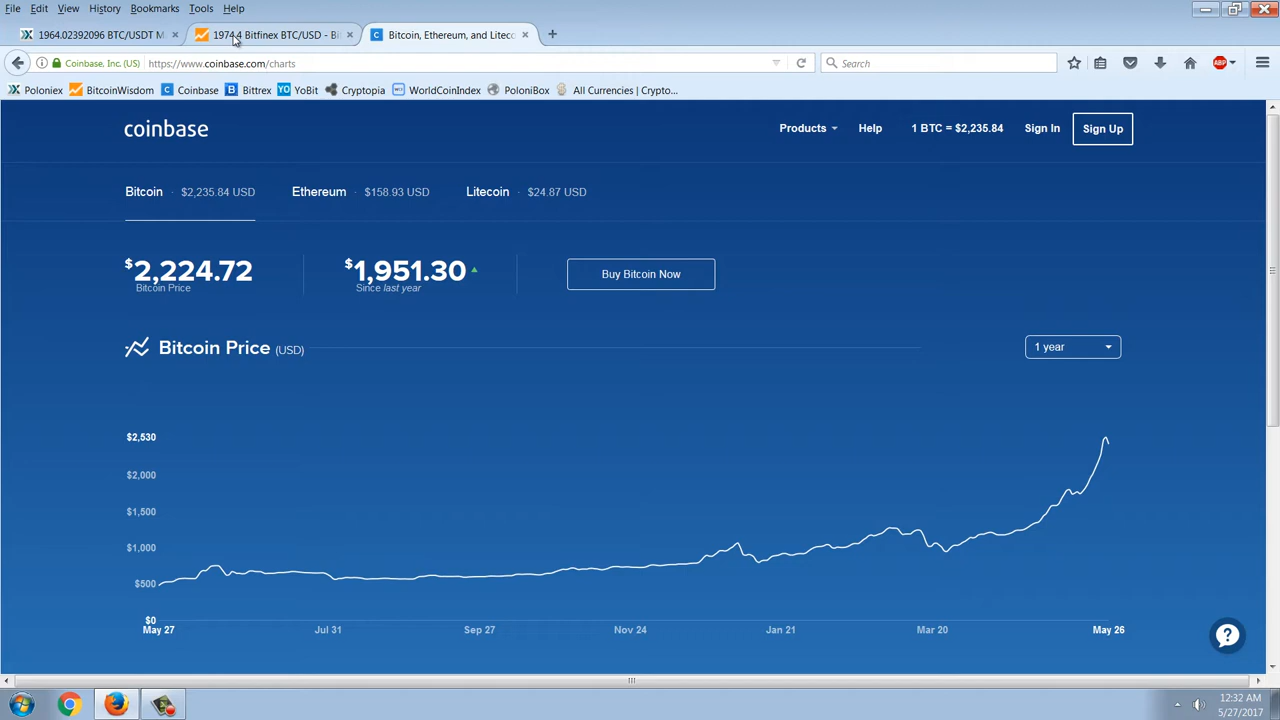 File Edit View History Bookmarks Tools Help
1964.02392096 BTC/USDT M
1974.4 Bitfinex BTC/USD - Bi
Bitcoin, Ethereum, and Liteco
Coinbase, Inc. (US) https://www.coinbase.com/charts
Search
ABP
Poloniex BitcoinWisdom Coinbase Bittrex YoBit Cryptopia WorldCoinIndex PoloniBox All Currencies | Crypto...
coinbase
Products Help 1 BTC = $2,235.84 Sign In Sign Up
Bitcoin · $2,235.84 USD Ethereum · $158.93 USD Litecoin · $24.87 USD
$2,224.72
Bitcoin Price
$1,951.30
Since last year
Buy Bitcoin Now
Bitcoin Price (USD)
1 year
$2,530
$2,000
$1,500
$1,000
$500
$0
May 27 Jul 31 Sep 27 Nov 24 Jan 21 Mar 20 May 26
?
12:32 AM
5/27/2017